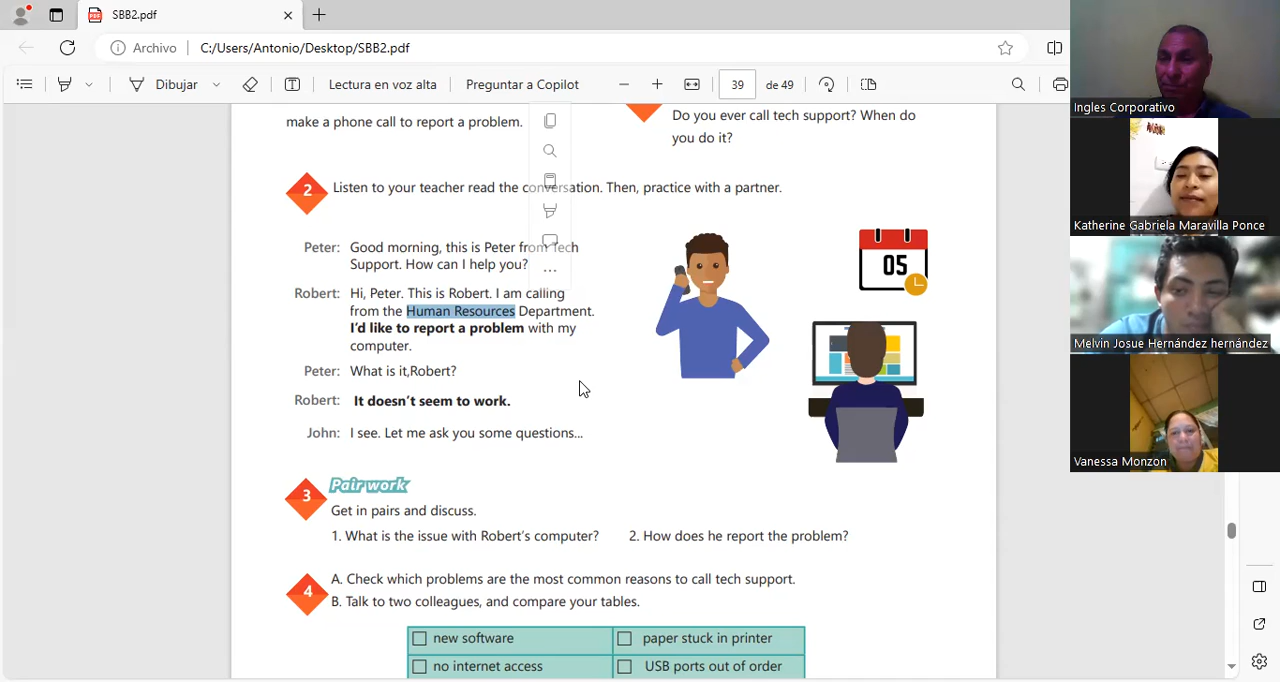 SBB2.pdf
Archivo
C:/Users/Antonio/Desktop/SBB2.pdf
Dibujar
Lectura en voz alta
Preguntar a Copilot
39
de 49
make a phone call to report a problem.
Do you ever call tech support? When do
you do it?
2
Listen to your teacher read the conversation. Then, practice with a partner.
Peter: Good morning, this is Peter from Tech
Support. How can I help you?
Robert: Hi, Peter. This is Robert. I am calling
from the Human Resources Department.
I'd like to report a problem with my
computer.
Peter: What is it,Robert?
Robert: It doesn't seem to work.
John: I see. Let me ask you some questions...
05
3
Pair work
Get in pairs and discuss.
1. What is the issue with Robert's computer?
2. How does he report the problem?
4
A. Check which problems are the most common reasons to call tech support.
B. Talk to two colleagues, and compare your tables.
new software
paper stuck in printer
no internet access
USB ports out of order
Ingles Corporativo
Katherine Gabriela Maravilla Ponce
Melvin Josue Hernández hernández
Vanessa Monzon